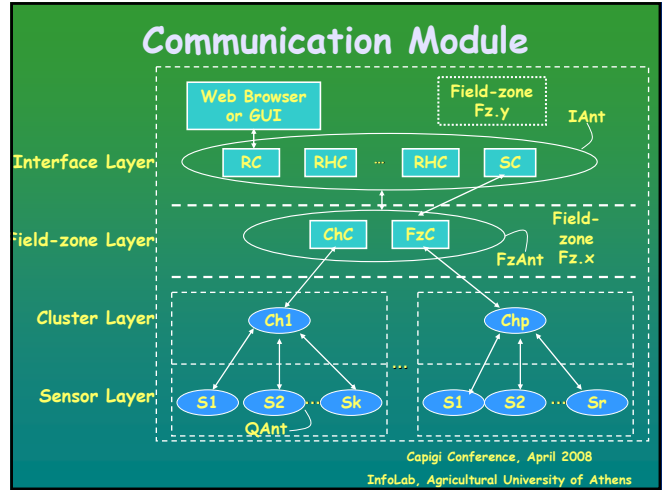 Communication Module
Web Browser
or GUI
Field-zone
Fz.y
IAnt
Interface Layer
RC
RHC
...
RHC
SC
Field-zone Layer
ChC
FzC
FzAnt
Field-
zone
Fz.x
Cluster Layer
Ch1
Chp
...
Sensor Layer
S1
S2
...
Sk
S1
S2
...
Sr
QAnt
Capigi Conference, April 2008
InfoLab, Agricultural University of Athens